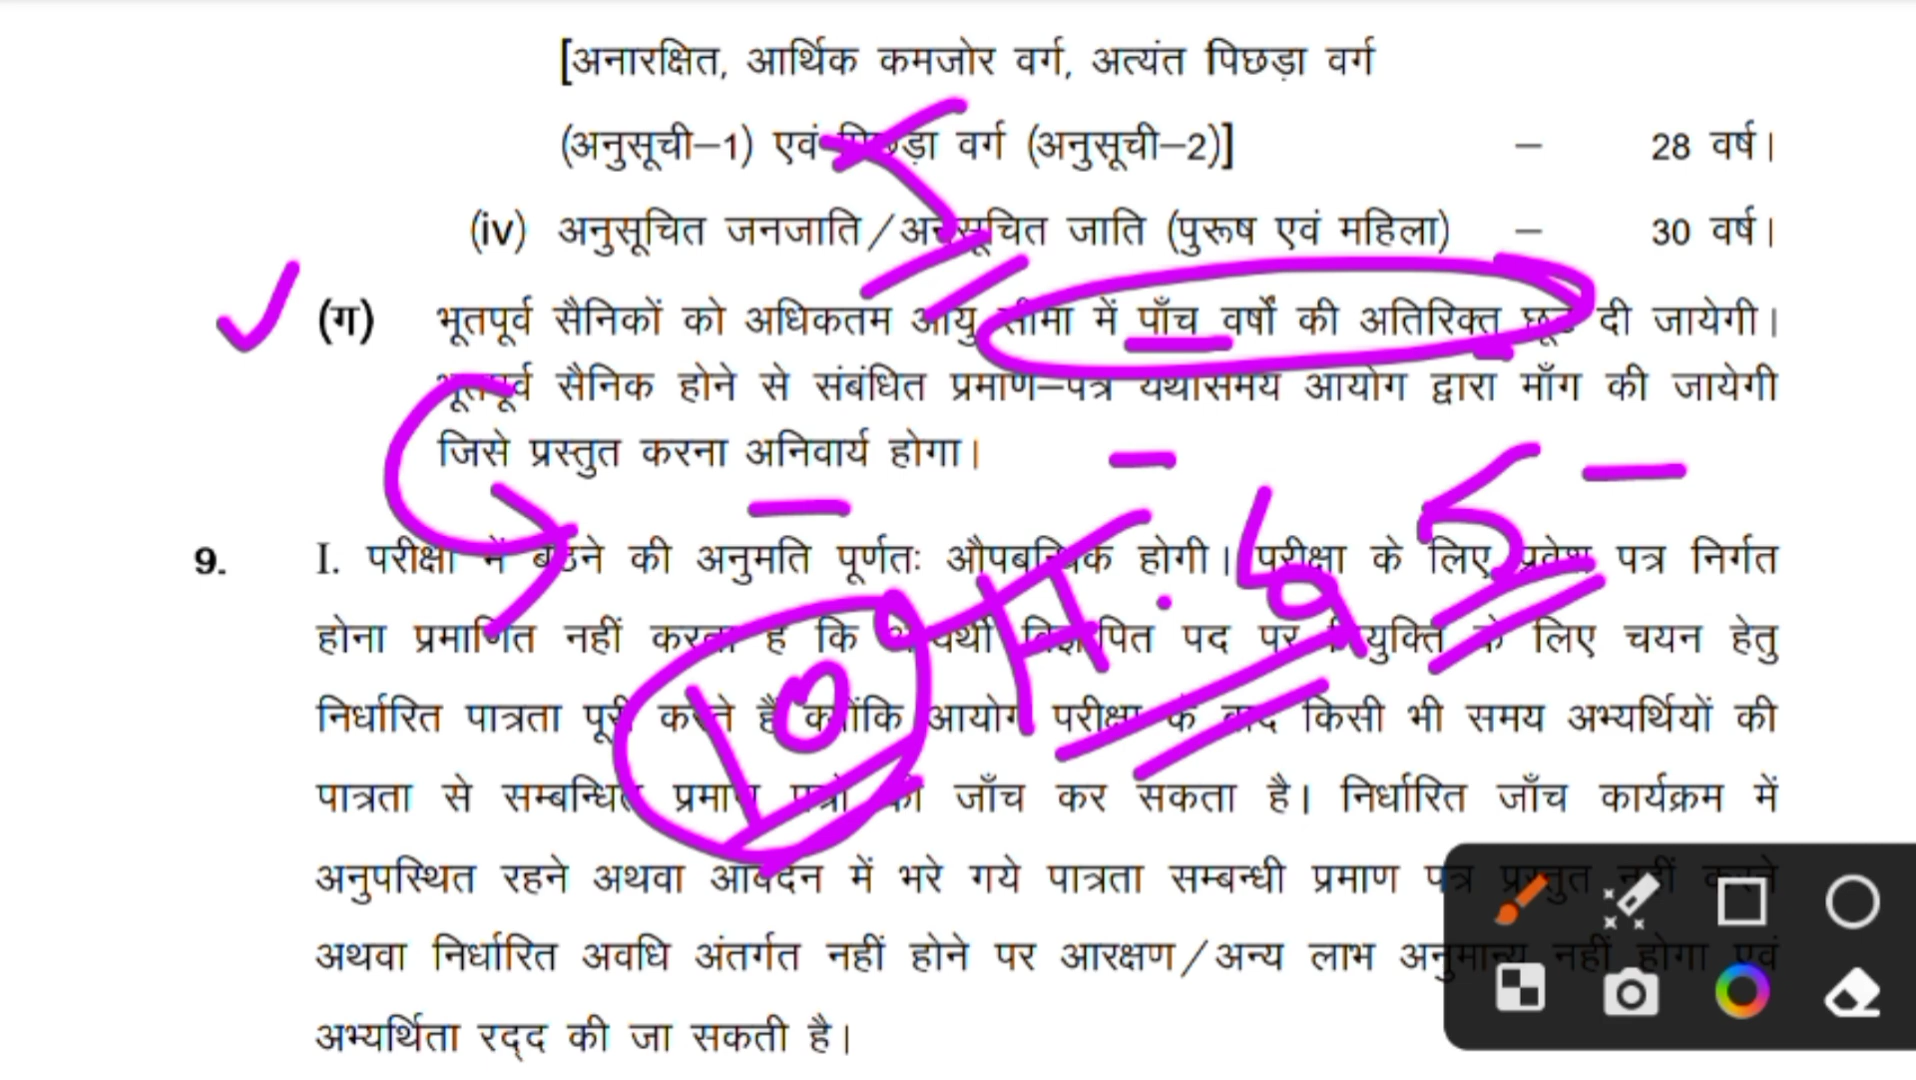 [अनारक्षित, आर्थिक कमजोर वर्ग, अत्यंत पिछड़ा वर्ग
(अनुसूची–1) एवं पिछड़ा वर्ग (अनुसूची–2)] – 28 वर्ष।
(iv) अनुसूचित जनजाति/अनुसूचित जाति (पुरूष एवं महिला) – 30 वर्ष।
(ग) भूतपूर्व सैनिकों को अधिकतम आयु सीमा में पाँच वर्षों की अतिरिक्त छूट दी जायेगी।
भूतपूर्व सैनिक होने से संबंधित प्रमाण–पत्र यथासमय आयोग द्वारा माँग की जायेगी
जिसे प्रस्तुत करना अनिवार्य होगा।
9. I. परीक्षा में बैठने की अनुमति पूर्णतः औपबन्धिक होगी। परीक्षा के लिए प्रवेश पत्र निर्गत
होना प्रमाणित नहीं करता है कि अभ्यर्थी विज्ञापित पद पर नियुक्ति के लिए चयन हेतु
निर्धारित पात्रता पूरी करते हैं क्योंकि आयोग परीक्षा के बाद किसी भी समय अभ्यर्थियों की
पात्रता से सम्बन्धित प्रमाण पत्रों की जाँच कर सकता है। निर्धारित जाँच कार्यक्रम में
अनुपस्थित रहने अथवा आवेदन में भरे गये पात्रता सम्बन्धी प्रमाण पत्र प्रस्तुत नहीं करने
अथवा निर्धारित अवधि अंतर्गत नहीं होने पर आरक्षण/अन्य लाभ अनुमान्य नहीं होगा एवं
अभ्यर्थिता रद्द की जा सकती है।
10
5